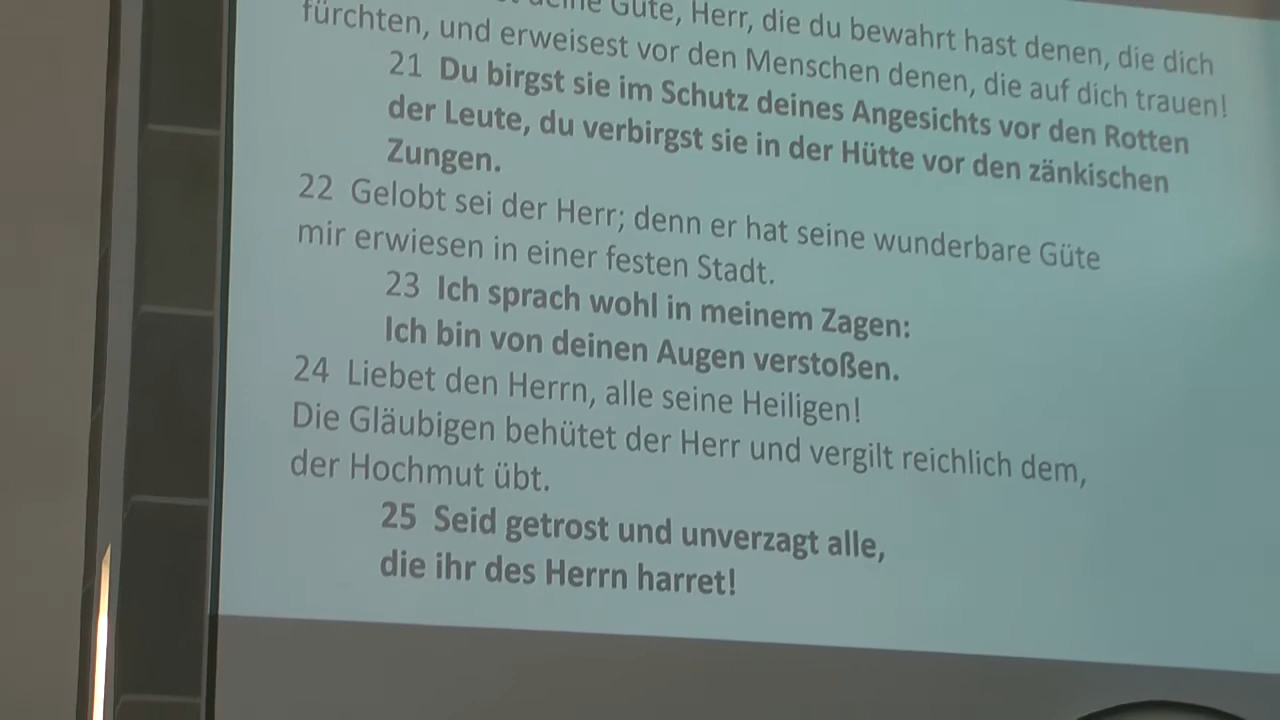 deine Güte, Herr, die du bewahrt hast denen, die dich
fürchten, und erweisest vor den Menschen denen, die auf dich trauen!
21 Du birgst sie im Schutz deines Angesichts vor den Rotten
der Leute, du verbirgst sie in der Hütte vor den zänkischen
Zungen.
22 Gelobt sei der Herr; denn er hat seine wunderbare Güte
mir erwiesen in einer festen Stadt.
23 Ich sprach wohl in meinem Zagen:
Ich bin von deinen Augen verstoßen.
24 Liebet den Herrn, alle seine Heiligen!
Die Gläubigen behütet der Herr und vergilt reichlich dem,
der Hochmut übt.
25 Seid getrost und unverzagt alle,
die ihr des Herrn harret!